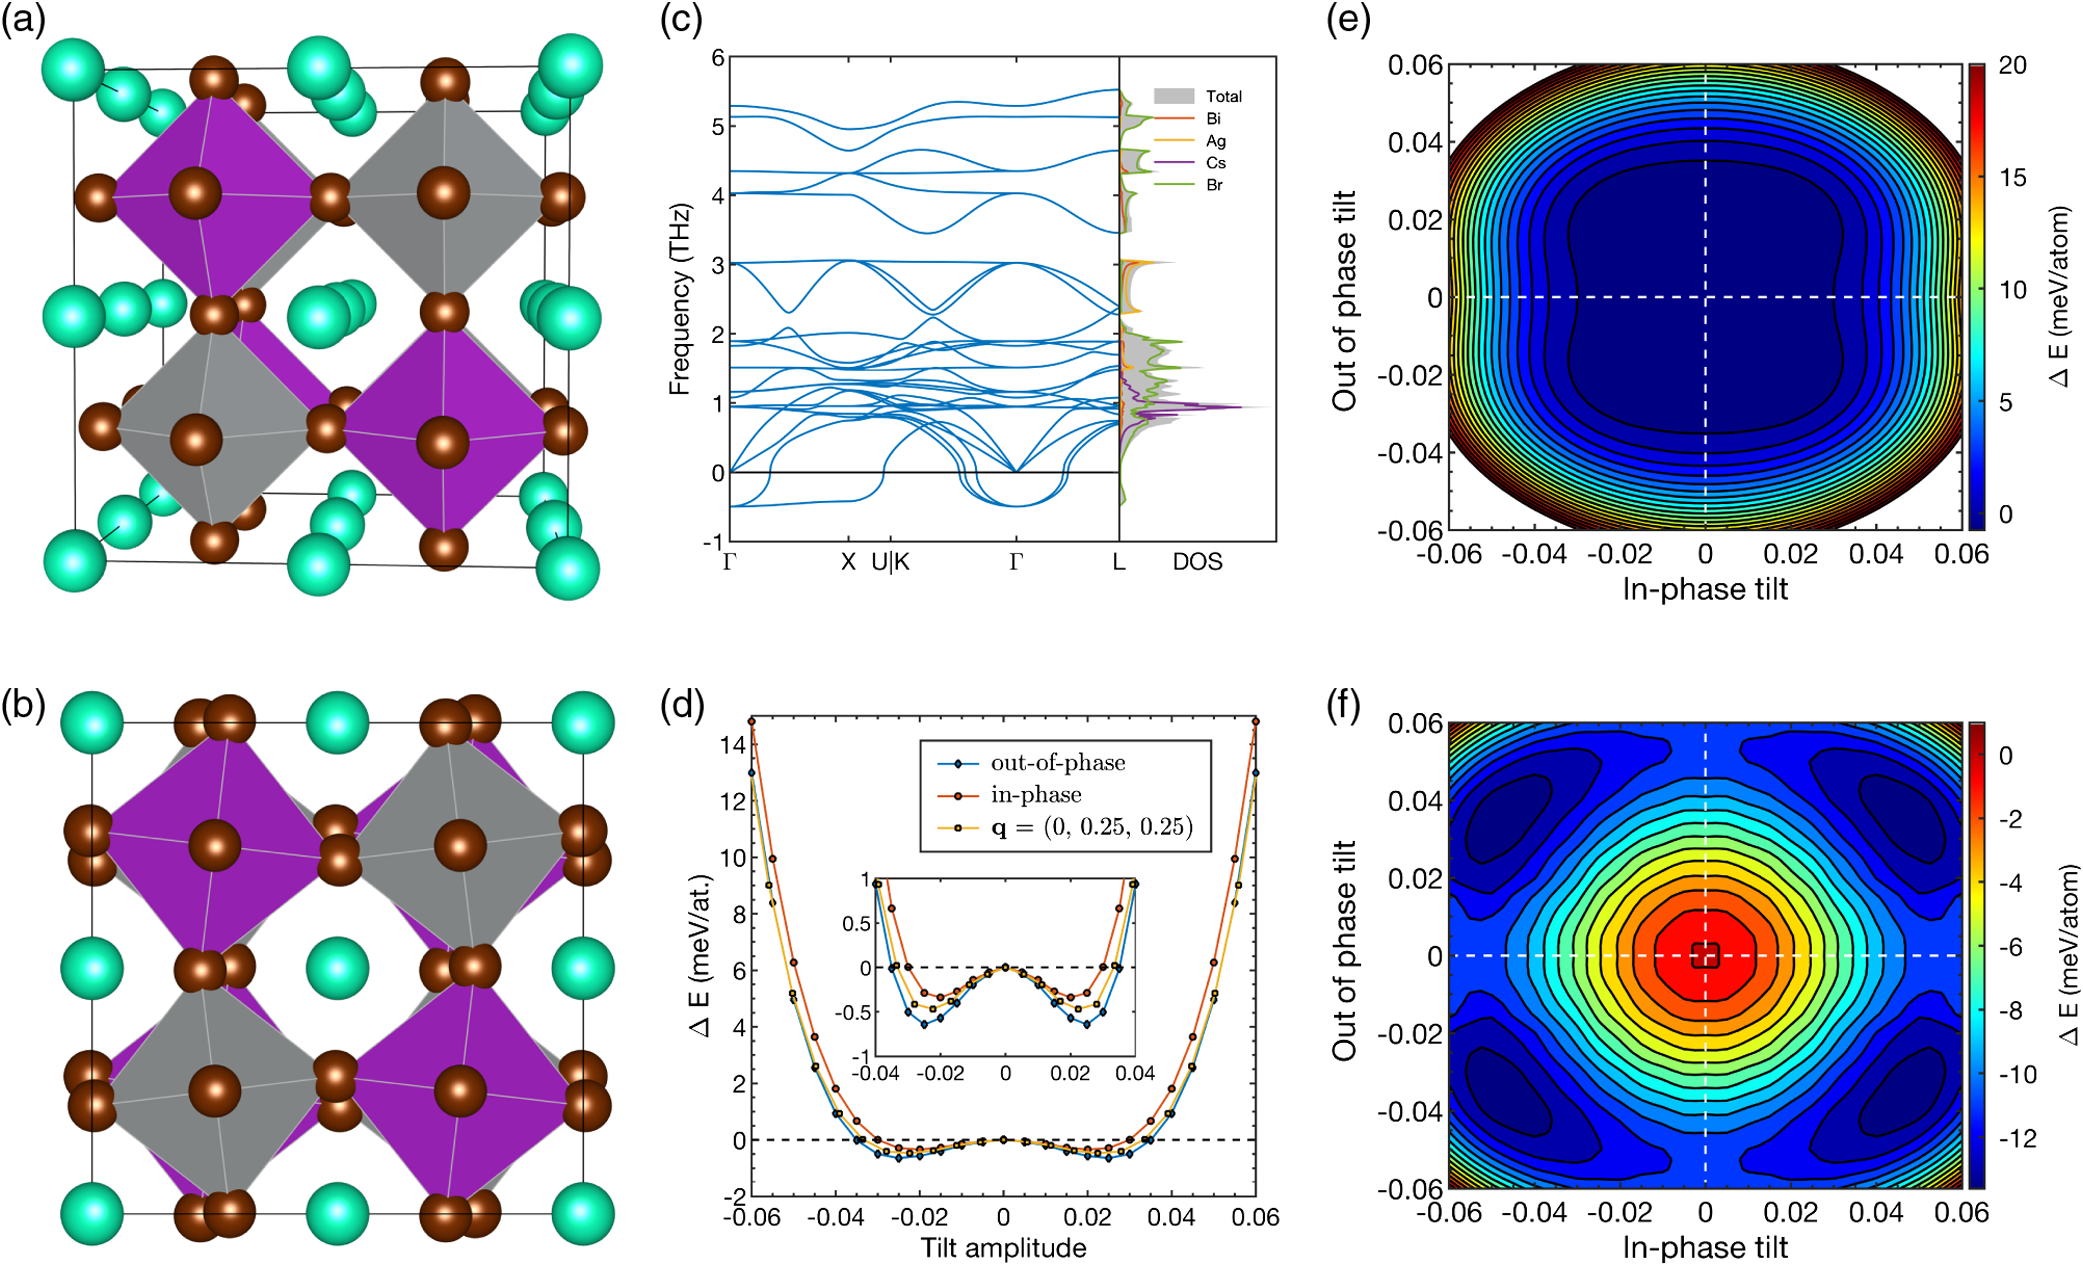 (a)
(b)
(c)
6
5
4
3
2
1
0
-1
Frequency (THz)
Γ X U|K Γ L DOS
Total
Bi
Ag
Cs
Br
(d)
14
12
10
8
6
4
2
0
-2
Δ E (meV/at.)
out-of-phase
in-phase
q = (0, 0.25, 0.25)
1
0.5
0
-0.5
-1
-0.04 -0.02 0 0.02 0.04
-0.06 -0.04 -0.02 0 0.02 0.04 0.06
Tilt amplitude
(e)
0.06
0.04
0.02
0
-0.02
-0.04
-0.06
Out of phase tilt
-0.06 -0.04 -0.02 0 0.02 0.04 0.06
In-phase tilt
20
15
10
5
0
Δ E (meV/atom)
(f)
0.06
0.04
0.02
0
-0.02
-0.04
-0.06
Out of phase tilt
-0.06 -0.04 -0.02 0 0.02 0.04 0.06
In-phase tilt
0
-2
-4
-6
-8
-10
-12
Δ E (meV/atom)